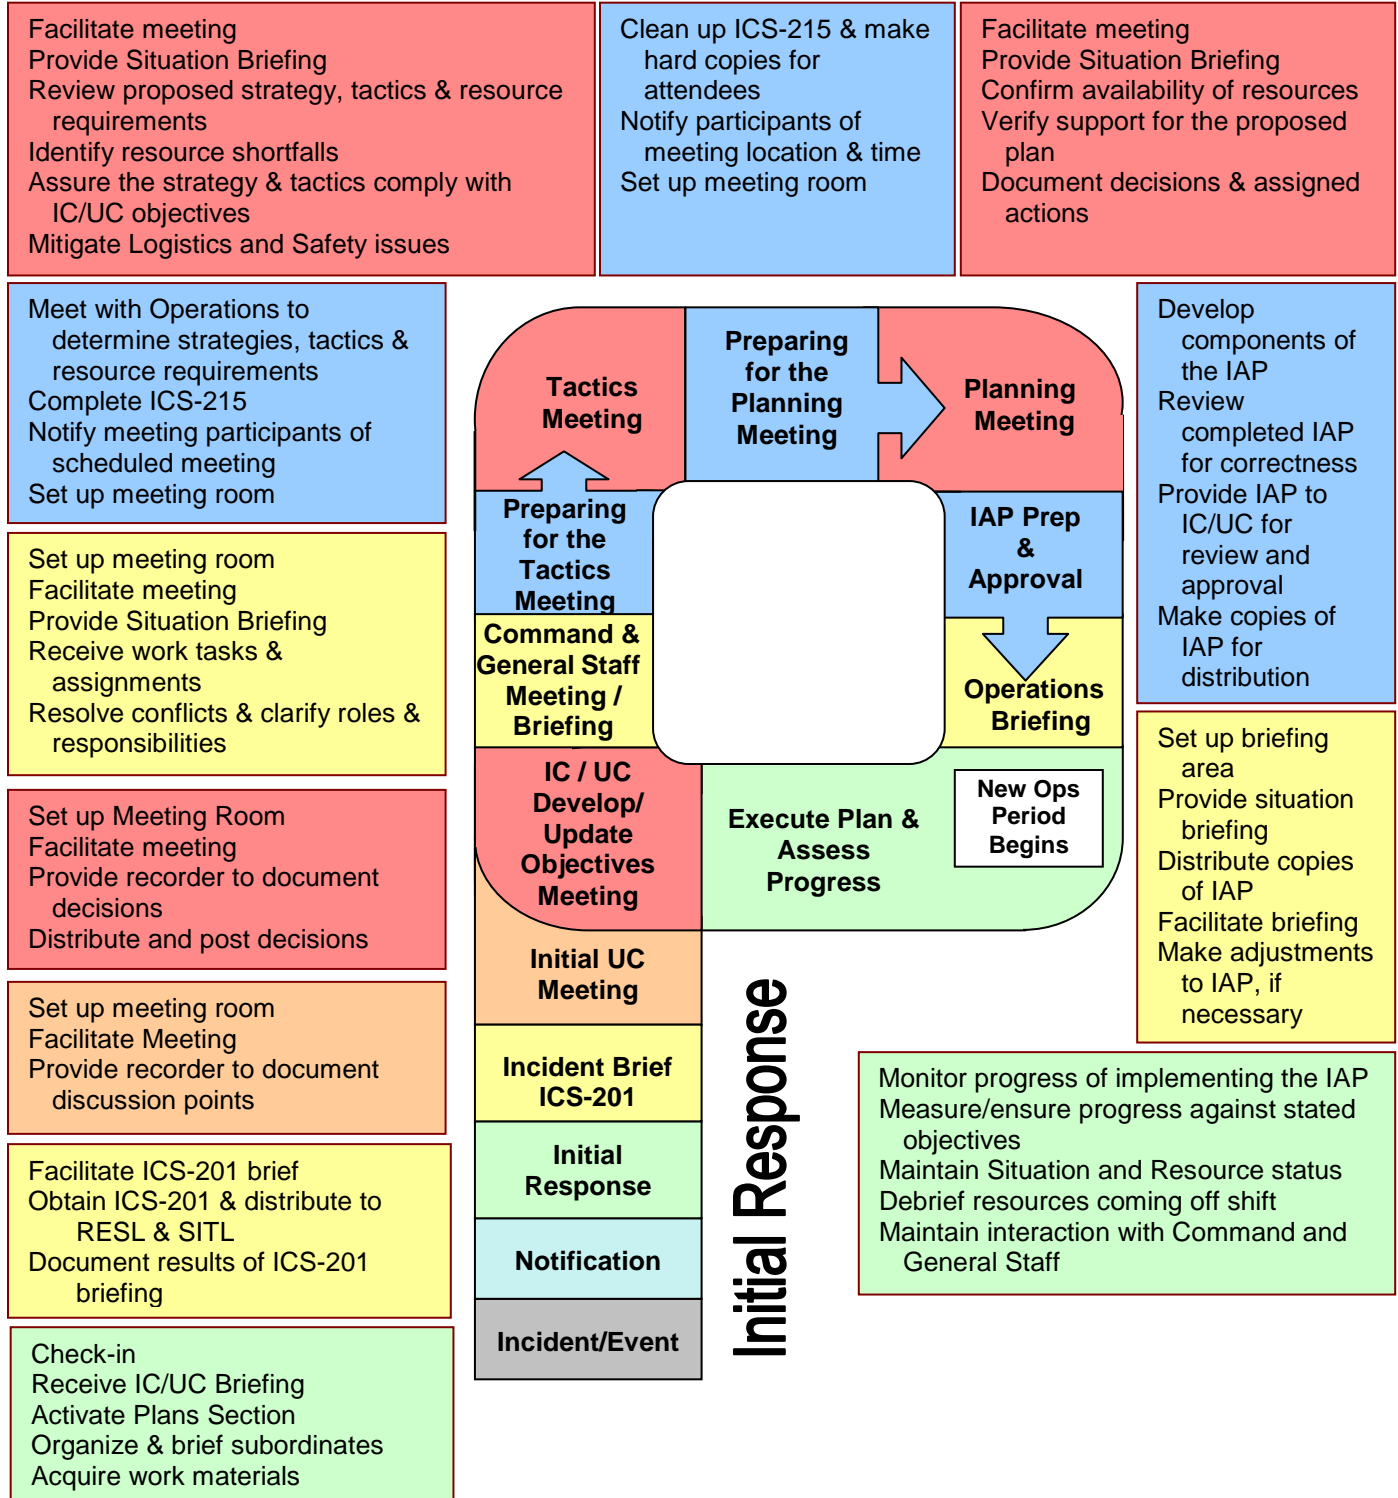 Facilitate meeting
Provide Situation Briefing
Review proposed strategy, tactics & resource
requirements
Identify resource shortfalls
Assure the strategy & tactics comply with
IC/UC objectives
Mitigate Logistics and Safety issues
Clean up ICS-215 & make
hard copies for
attendees
Notify participants of
meeting location & time
Set up meeting room
Facilitate meeting
Provide Situation Briefing
Confirm availability of resources
Verify support for the proposed
plan
Document decisions & assigned
actions
Meet with Operations to
determine strategies, tactics &
resource requirements
Complete ICS-215
Notify meeting participants of
scheduled meeting
Set up meeting room
Set up meeting room
Facilitate meeting
Provide Situation Briefing
Receive work tasks &
assignments
Resolve conflicts & clarify roles &
responsibilities
Set up Meeting Room
Facilitate meeting
Provide recorder to document
decisions
Distribute and post decisions
Set up meeting room
Facilitate Meeting
Provide recorder to document
discussion points
Facilitate ICS-201 brief
Obtain ICS-201 & distribute to
RESL & SITL
Document results of ICS-201
briefing
Check-in
Receive IC/UC Briefing
Activate Plans Section
Organize & brief subordinates
Acquire work materials
Tactics
Meeting
Preparing
for the
Planning
Meeting
Planning
Meeting
Preparing
for the
Tactics
Meeting
IAP Prep
&
Approval
Command &
General Staff
Meeting /
Briefing
Operations
Briefing
IC / UC
Develop/
Update
Objectives
Meeting
Execute Plan &
Assess
Progress
New Ops
Period
Begins
Initial UC
Meeting
Incident Brief
ICS-201
Initial
Response
Notification
Incident/Event
Initial Response
Develop
components of
the IAP
Review
completed IAP
for correctness
Provide IAP to
IC/UC for
review and
approval
Make copies of
IAP for
distribution
Set up briefing
area
Provide situation
briefing
Distribute copies
of IAP
Facilitate briefing
Make adjustments
to IAP, if
necessary
Monitor progress of implementing the IAP
Measure/ensure progress against stated
objectives
Maintain Situation and Resource status
Debrief resources coming off shift
Maintain interaction with Command and
General Staff